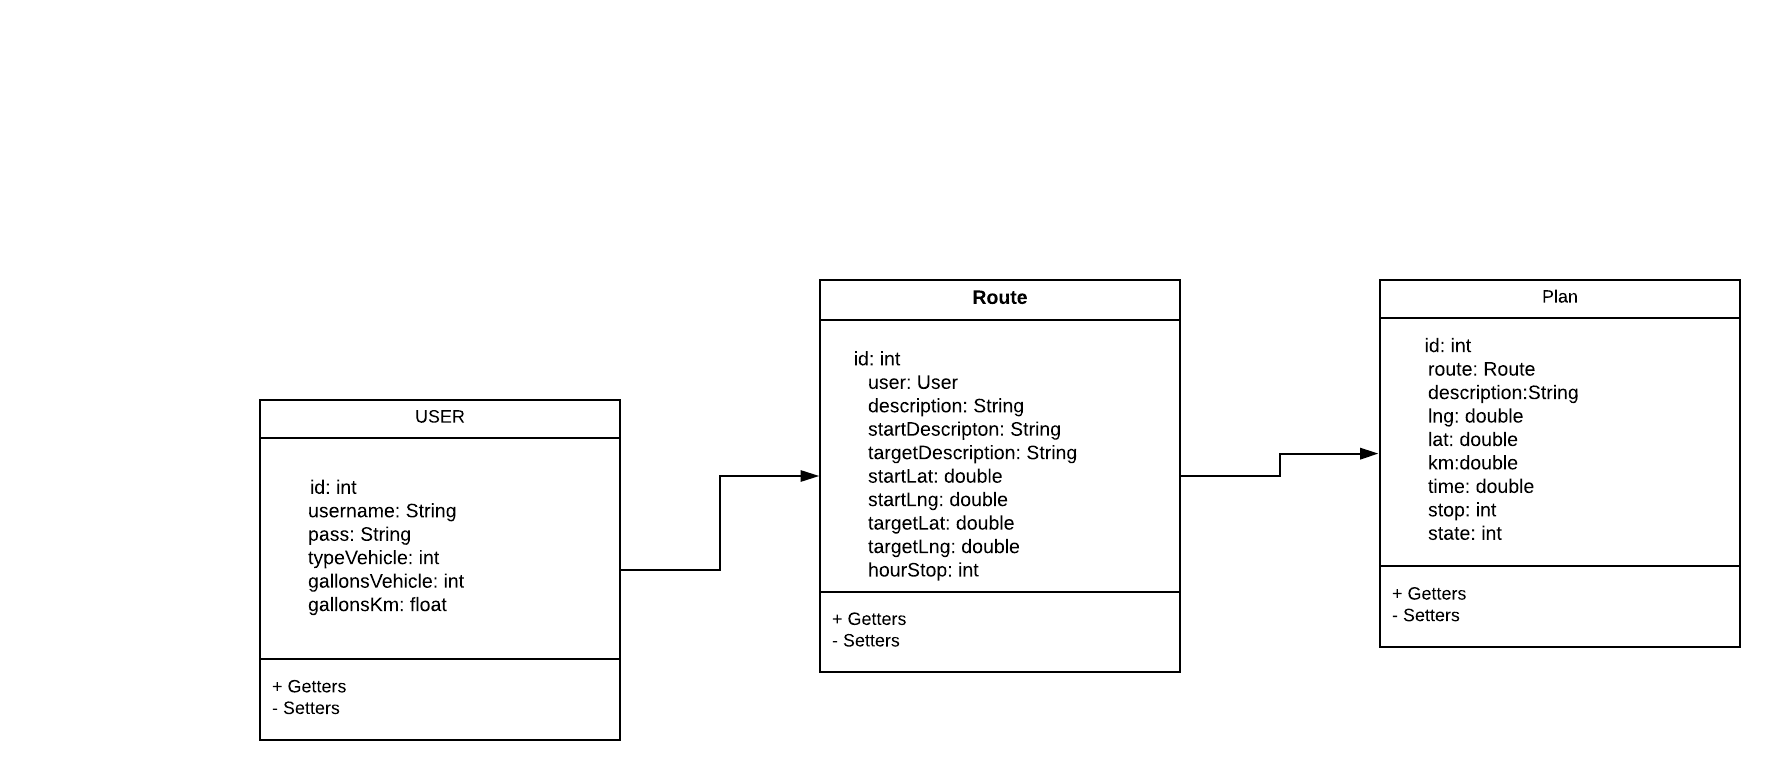 USER
id: int
username: String
pass: String
typeVehicle: int
gallonsVehicle: int
gallonsKm: float
+ Getters
- Setters
Route
id: int
user: User
description: String
startDescripton: String
targetDescription: String
startLat: double
startLng: double
targetLat: double
targetLng: double
hourStop: int
+ Getters
- Setters
Plan
id: int
route: Route
description:String
lng: double
lat: double
km:double
time: double
stop: int
state: int
+ Getters
- Setters